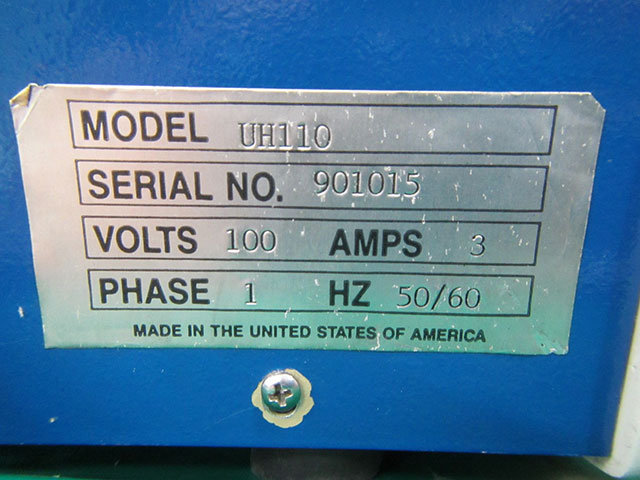 MODEL UH110
SERIAL NO. 901015
VOLTS 100 AMPS 3
PHASE 1 HZ 50/60
MADE IN THE UNITED STATES OF AMERICA